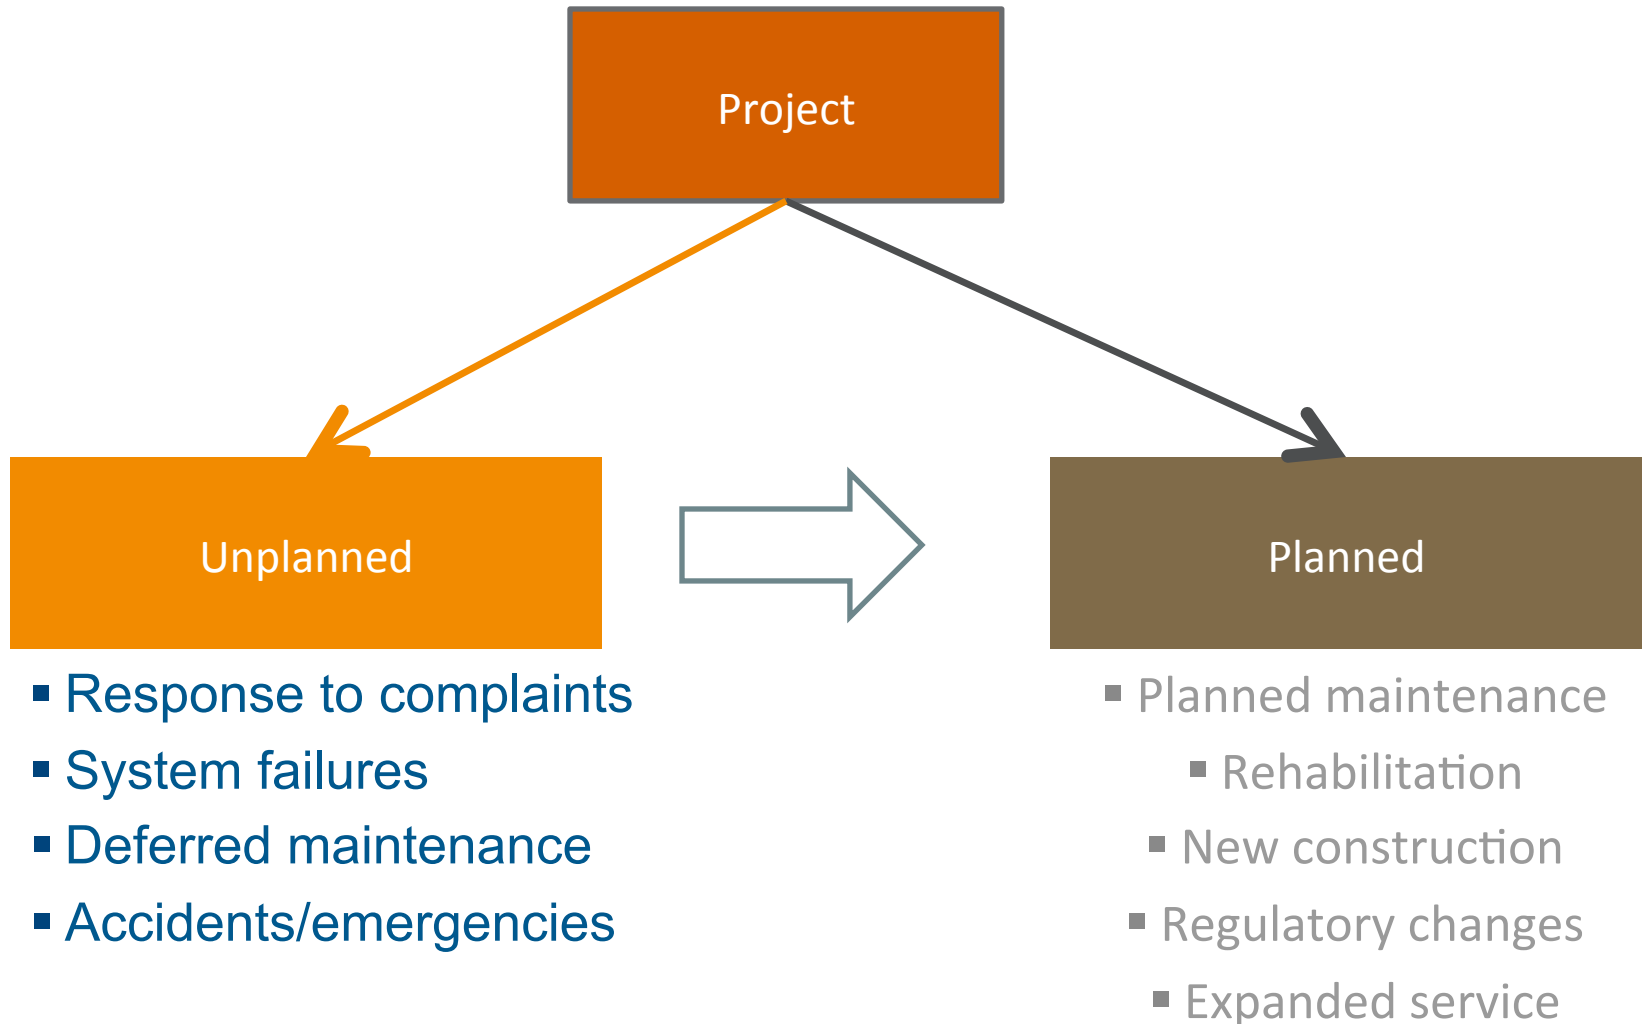 Project
Unplanned
▪ Response to complaints
▪ System failures
▪ Deferred maintenance
▪ Accidents/emergencies
Planned
▪ Planned maintenance
▪ Rehabilitation
▪ New construction
▪ Regulatory changes
▪ Expanded service